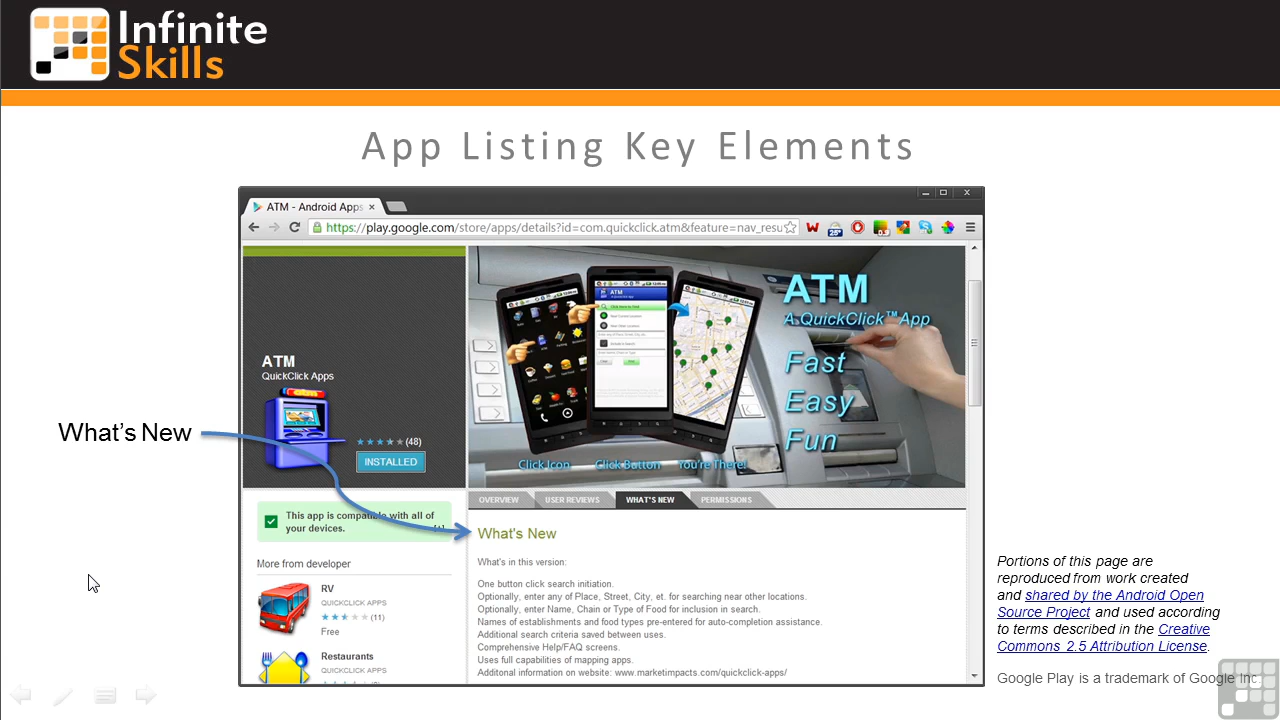 Infinite
Skills
App Listing Key Elements
ATM - Android Apps
https://play.google.com/store/apps/details?id=com.quickclick.atm&feature=nav_resu
25°
ATM
QuickClick Apps
(48)
INSTALLED
ATM
A QuickClick™ App
Fast
Easy
Fun
Click Icon
Click Button
You're There!
What's New
OVERVIEW
USER REVIEWS
WHAT'S NEW
PERMISSIONS
This app is compatible with all of
your devices.
[+]
More from developer
RV
QUICKCLICK APPS
(11)
Free
Restaurants
QUICKCLICK APPS
What's New
What's in this version:
One button click search initiation.
Optionally, enter any of Place, Street, City, et. for searching near other locations.
Optionally, enter Name, Chain or Type of Food for inclusion in search.
Names of establishments and food types pre-entered for auto-completion assistance.
Additional search criteria saved between uses.
Comprehensive Help/FAQ screens.
Uses full capabilities of mapping apps.
Additonal information on website: www.marketimpacts.com/quickclick-apps/
Portions of this page are
reproduced from work created
and shared by the Android Open
Source Project and used according
to terms described in the Creative
Commons 2.5 Attribution License.
Google Play is a trademark of Google Inc